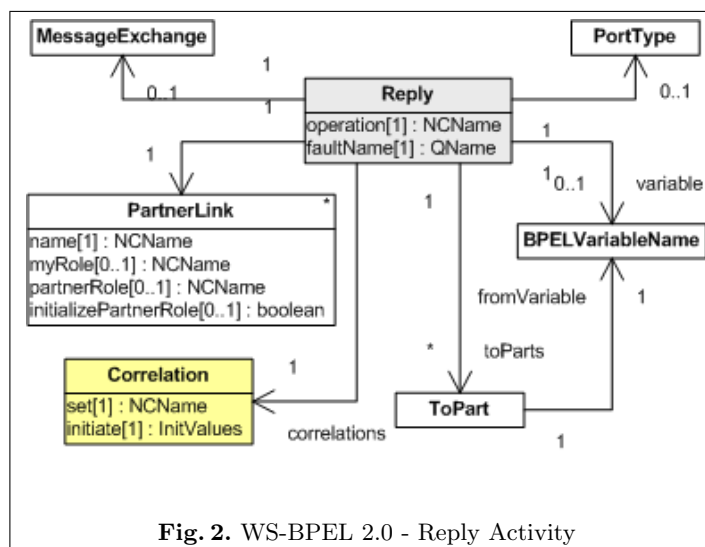 MessageExchange
PortType
1
0..1
1
Reply
operation[1] : NCName
faultName[1] : QName
0..1
1
1
1
0..1
variable
1
PartnerLink
*
name[1] : NCName
myRole[0..1] : NCName
partnerRole[0..1] : NCName
initializePartnerRole[0..1] : boolean
BPELVariableName
fromVariable
1
*
toParts
Correlation
set[1] : NCName
initiate[1] : InitValues
1
correlations
ToPart
1
Fig. 2. WS-BPEL 2.0 - Reply Activity